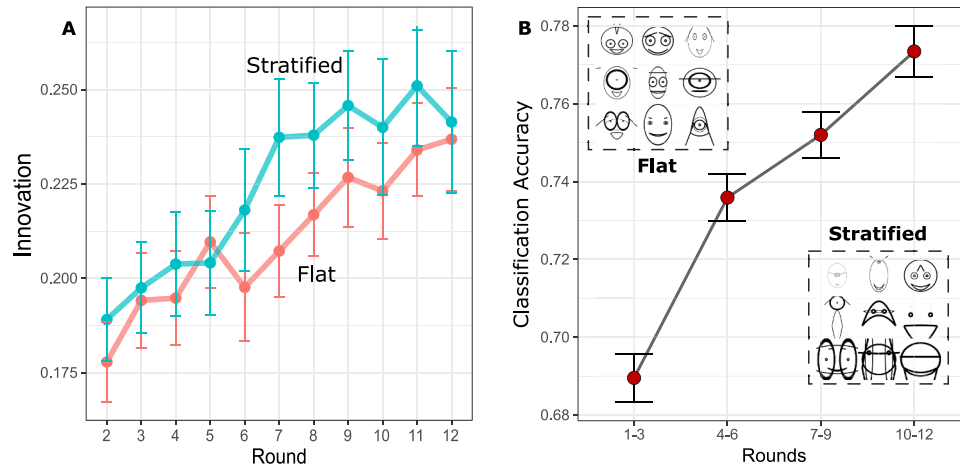 A
Innovation
0.250
0.225
0.200
0.175
Stratified
Flat
2 3 4 5 6 7 8 9 10 11 12
Round
B
Classification Accuracy
0.78
0.76
0.74
0.72
0.70
0.68
Flat
Stratified
1-3 4-6 7-9 10-12
Rounds